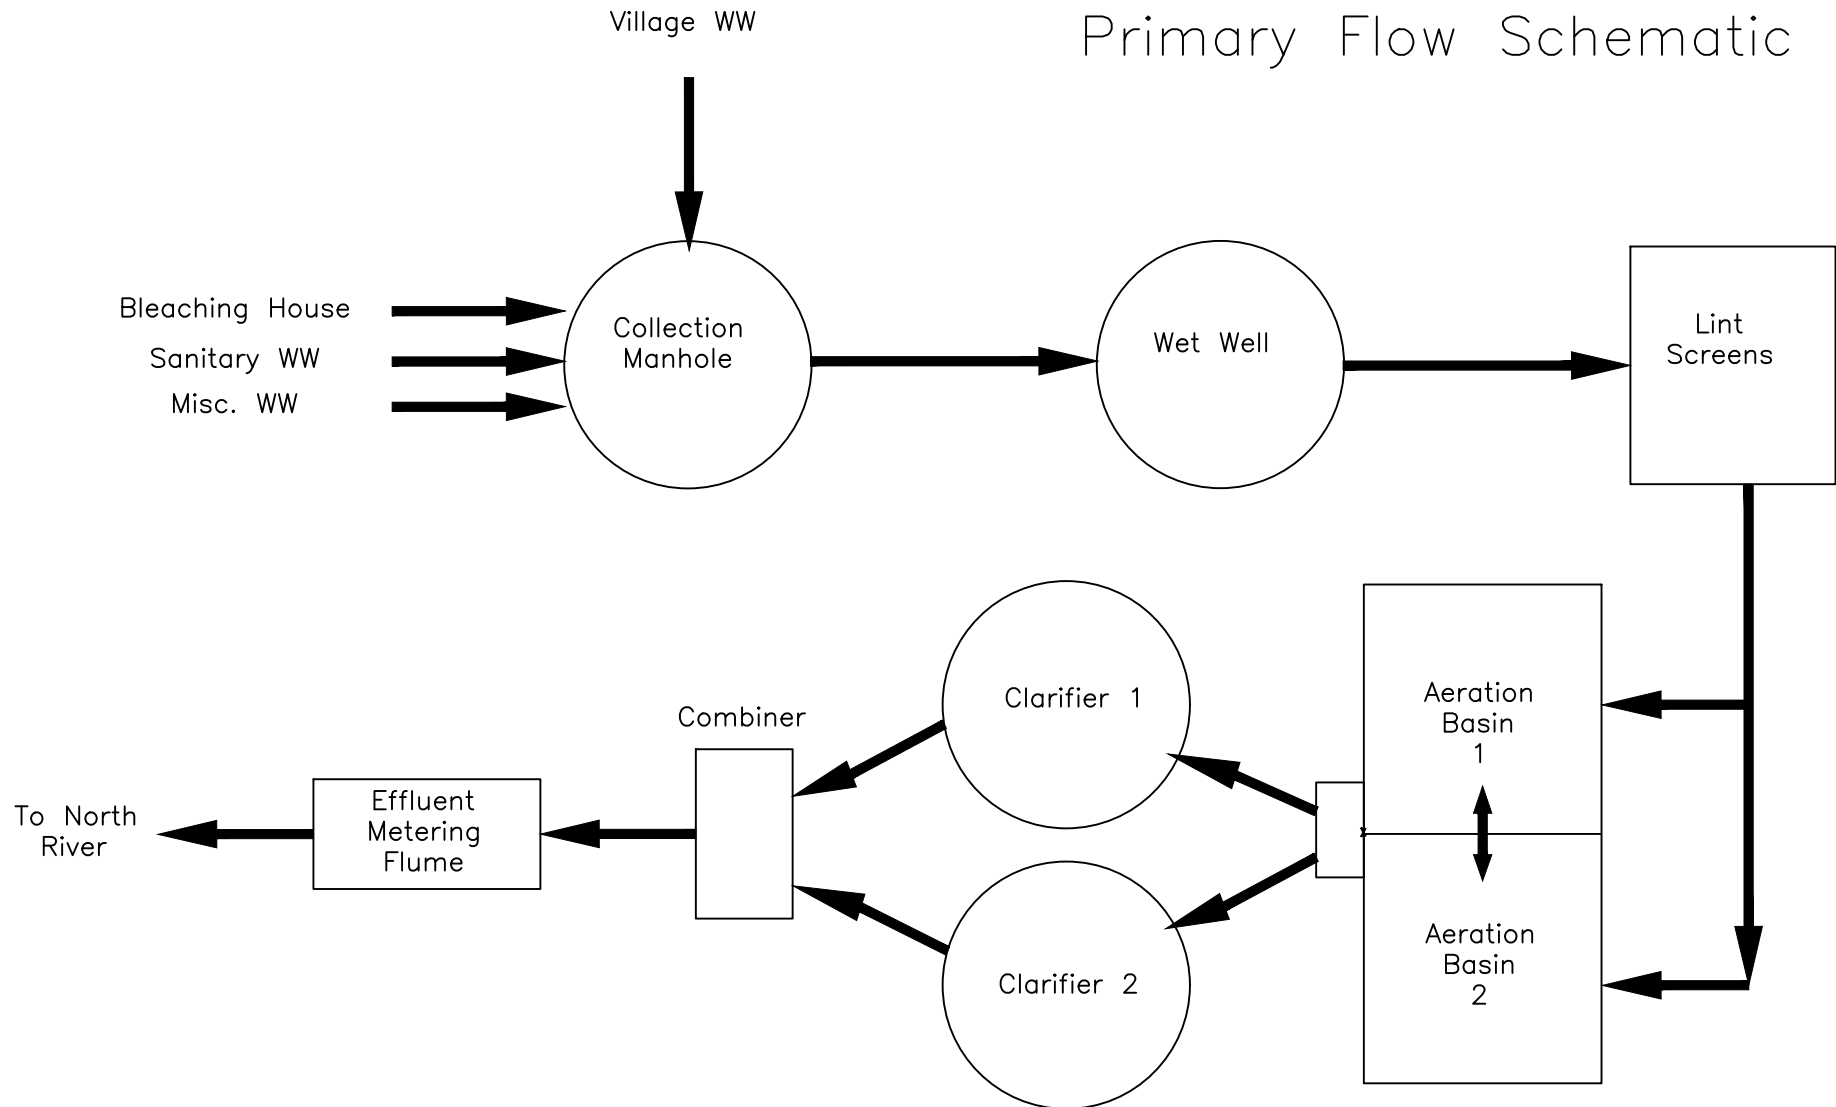 Village WW
Primary Flow Schematic
Bleaching House
Sanitary WW
Misc. WW
Collection
Manhole
Wet Well
Lint
Screens
Clarifier 1
Aeration
Basin
1
Combiner
Effluent
Metering
Flume
To North
River
Aeration
Basin
2
Clarifier 2